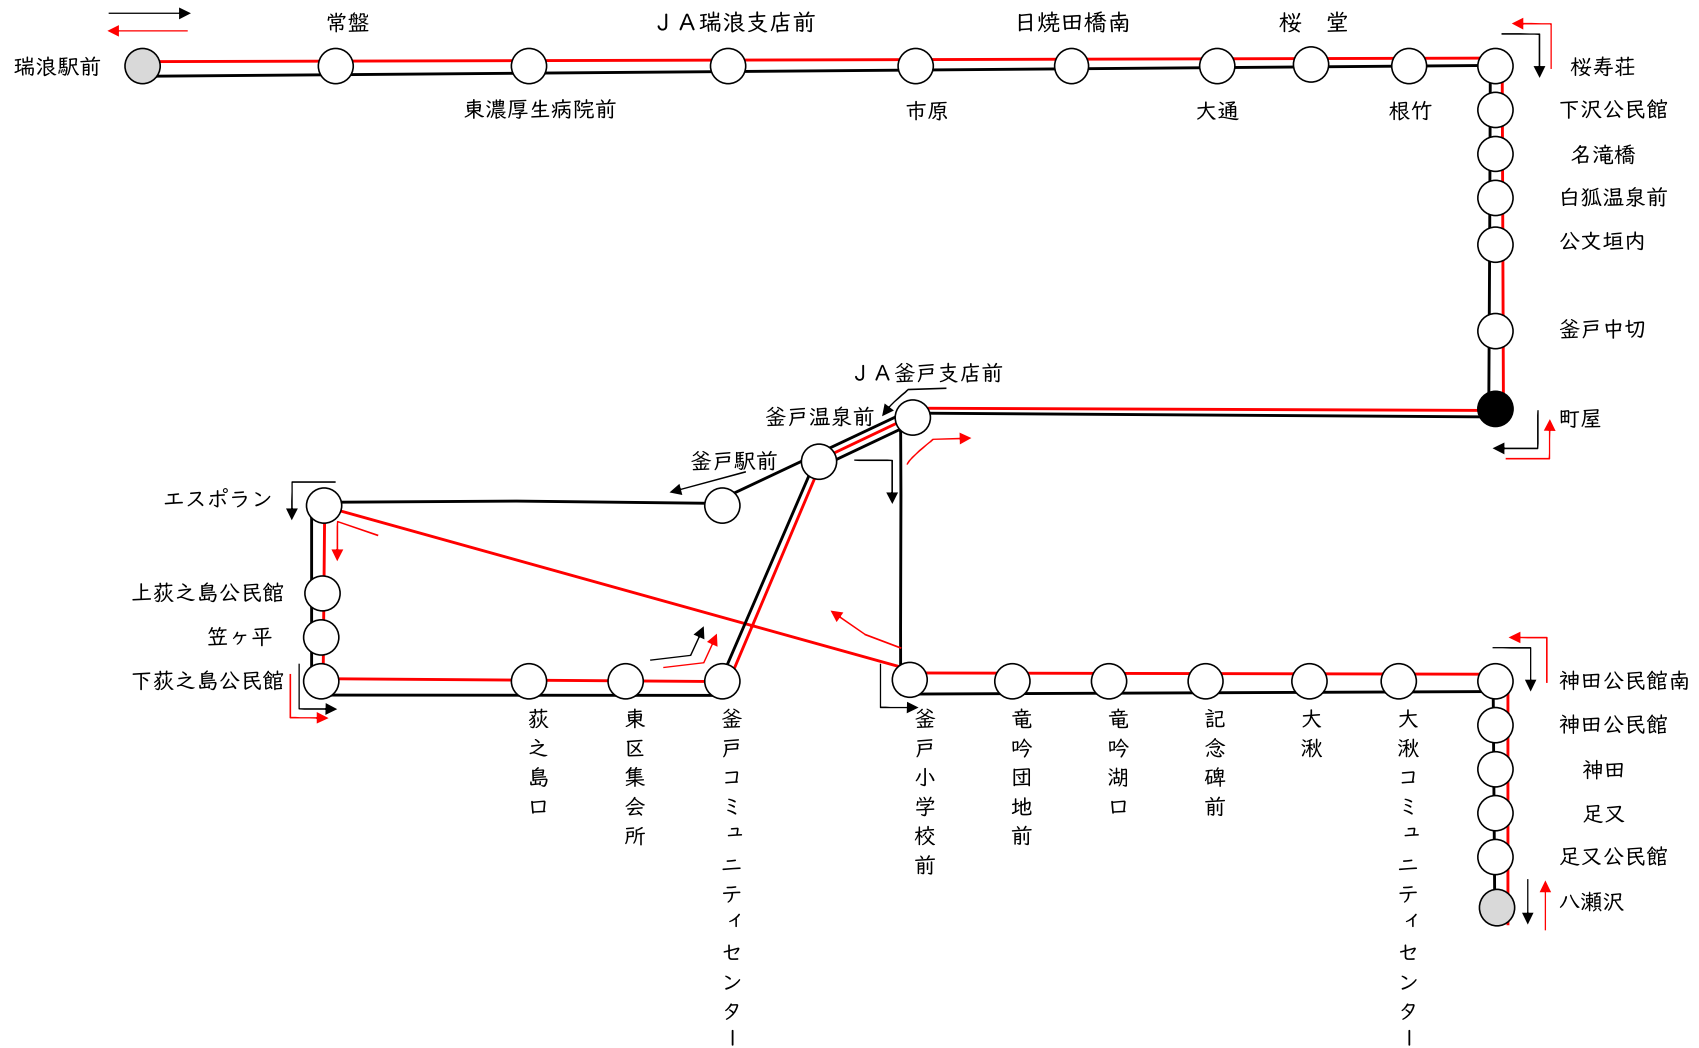 瑞浪駅前
常盤
東濃厚生病院前
ＪＡ瑞浪支店前
市原
日焼田橋南
大通
桜　堂
根竹
桜寿荘
下沢公民館
名滝橋
白狐温泉前
公文垣内
釜戸中切
町屋
ＪＡ釜戸支店前
釜戸温泉前
釜戸駅前
エスポラン
上荻之島公民館
笠ヶ平
下荻之島公民館
荻之島口
東区集会所
釜戸コミュニティセンター
釜戸小学校前
竜吟団地前
竜吟湖口
記念碑前
大湫
大湫コミュニティセンター
神田公民館南
神田公民館
神田
足又
足又公民館
八瀬沢